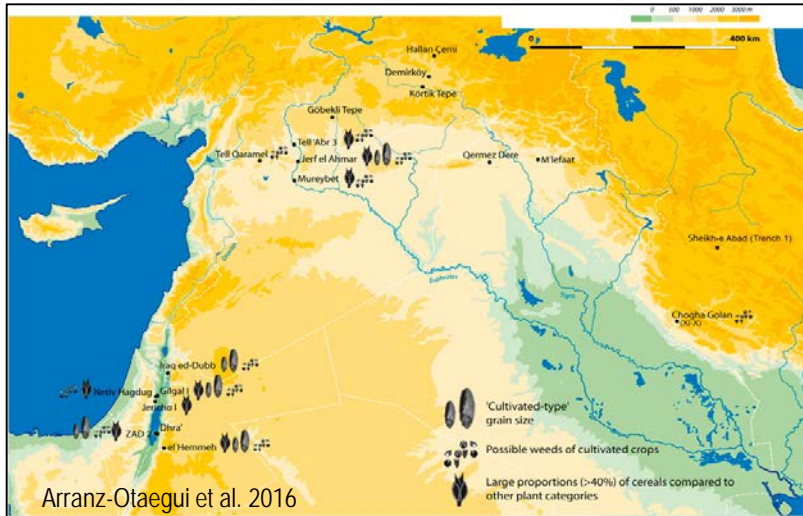 0 500 1000 2000 3000 m
0 400 km
Hallan Çemi
Demirköy
Körtik Tepe
Göbekli Tepe
Tell 'Abr 3
Tell Qaramel
Jerf el Ahmar
Mureybet
Qermez Dere
M'lefaat
Sheikh-e Abad (Trench 1)
Euphrates
Tigris
Chogha Golan
(XI-X)
Iraq ed-Dubb
Netiv Hagdug
Gilgal I
Jericho I
ZAD 2
Dhra'
el Hemmeh
'Cultivated-type'
grain size
Possible weeds of cultivated crops
Large proportions (>40%) of cereals compared to
other plant categories
Arranz-Otaegui et al. 2016